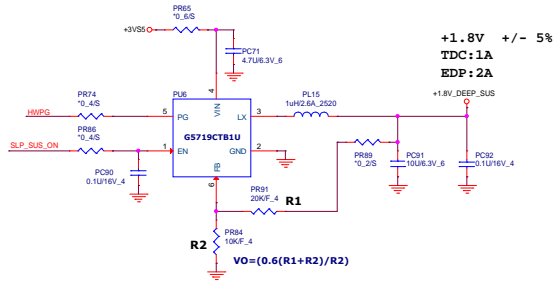 PR65
*0_6/S
+3VS5
+1.8V +/- 5%
TDC:1A
EDP:2A
PC71
4.7U/6.3V_6
PR74
*0_4/S
PU6
4
VIN
PL15
1uH/2.6A_2520
+1.8V_DEEP_SUS
HWPG
5
PG
LX
3
PR86
*0_4/S
G5719CTB1U
SLP_SUS_ON
1
EN
GND
2
PR89
*0_2/S
PC91
10U/6.3V_6
PC92
0.1U/16V_4
PC90
0.1U/16V_4
FB
6
PR91
20K/F_4
R1
R2
PR84
10K/F_4
VO=(0.6(R1+R2)/R2)